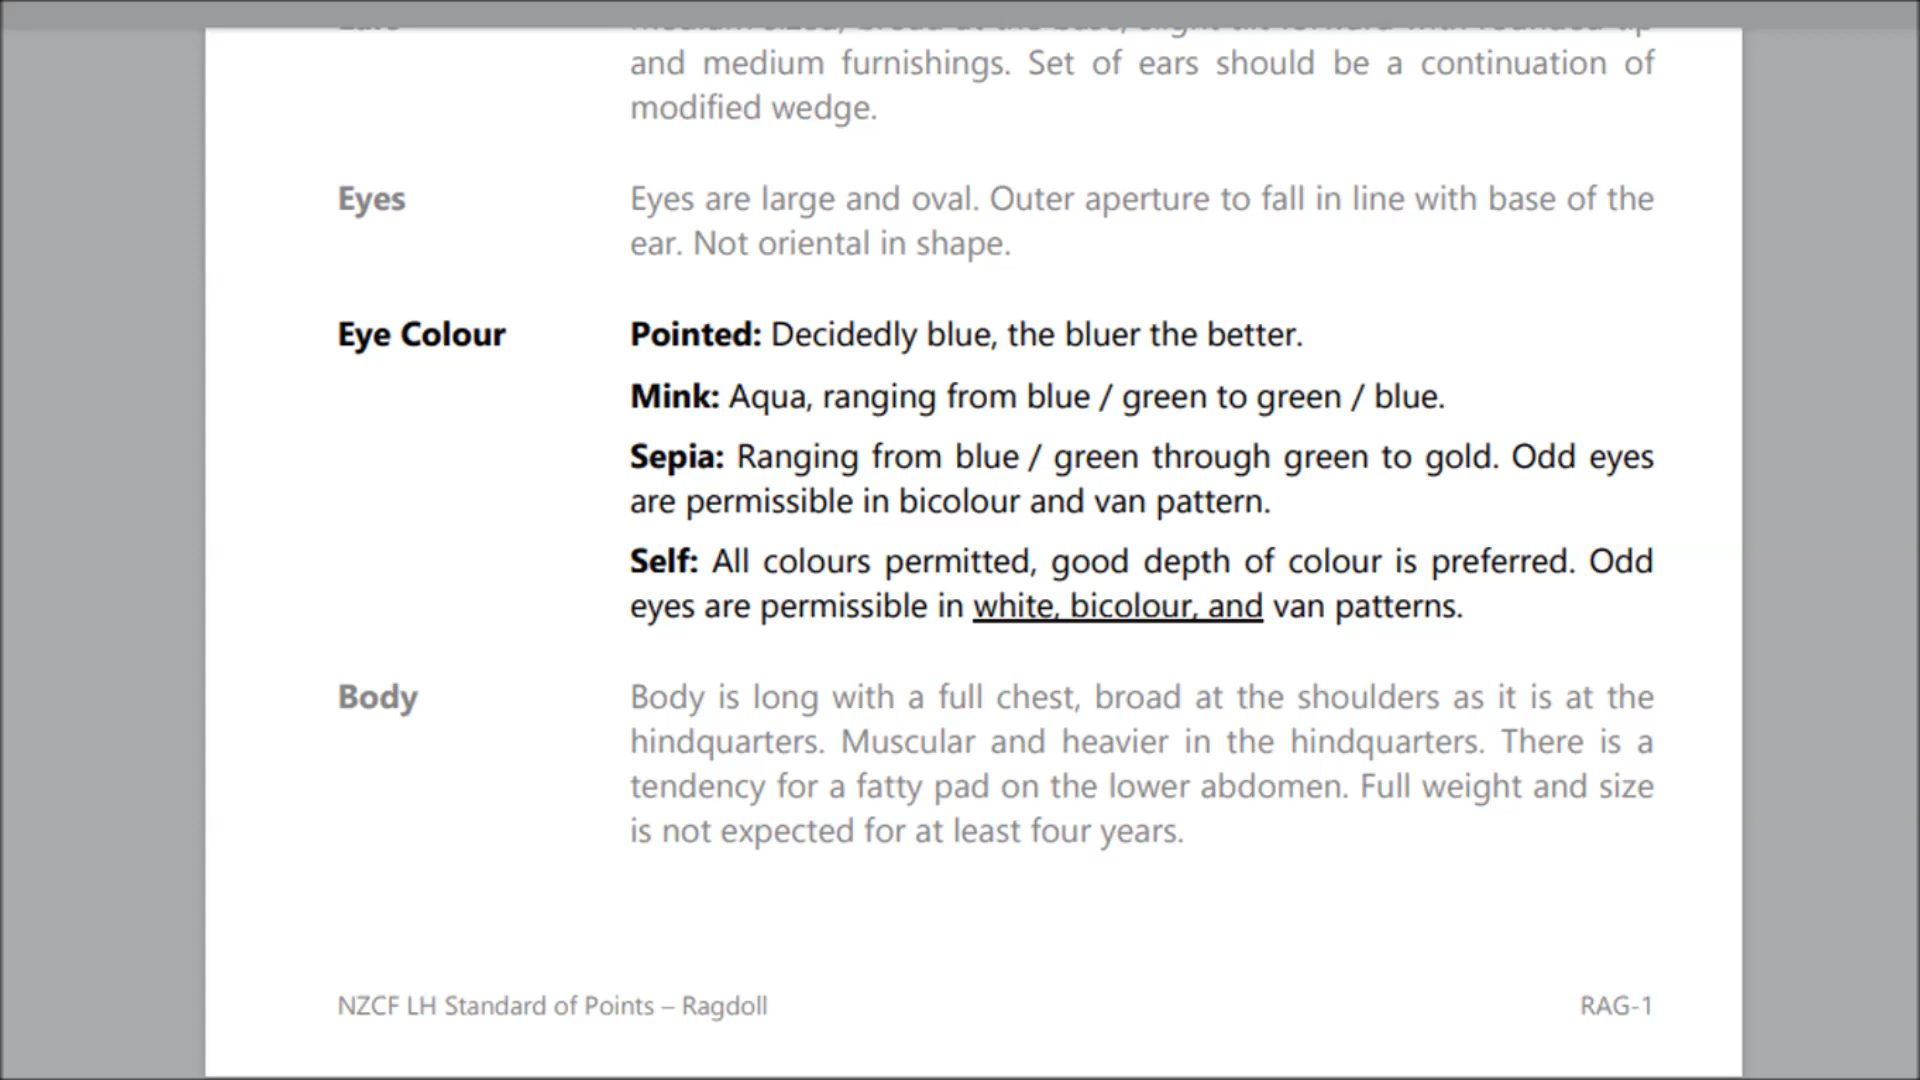 and medium furnishings. Set of ears should be a continuation of
modified wedge.
Eyes
Eyes are large and oval. Outer aperture to fall in line with base of the
ear. Not oriental in shape.
Eye Colour
Pointed: Decidedly blue, the bluer the better.
Mink: Aqua, ranging from blue / green to green / blue.
Sepia: Ranging from blue / green through green to gold. Odd eyes
are permissible in bicolour and van pattern.
Self: All colours permitted, good depth of colour is preferred. Odd
eyes are permissible in white, bicolour, and van patterns.
Body
Body is long with a full chest, broad at the shoulders as it is at the
hindquarters. Muscular and heavier in the hindquarters. There is a
tendency for a fatty pad on the lower abdomen. Full weight and size
is not expected for at least four years.
NZCF LH Standard of Points – Ragdoll
RAG-1